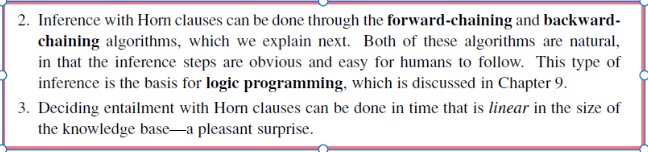 2. Inference with Horn clauses can be done through the forward-chaining and backward-
chaining algorithms, which we explain next. Both of these algorithms are natural,
in that the inference steps are obvious and easy for humans to follow. This type of
inference is the basis for logic programming, which is discussed in Chapter 9.
3. Deciding entailment with Horn clauses can be done in time that is linear in the size of
the knowledge base—a pleasant surprise.